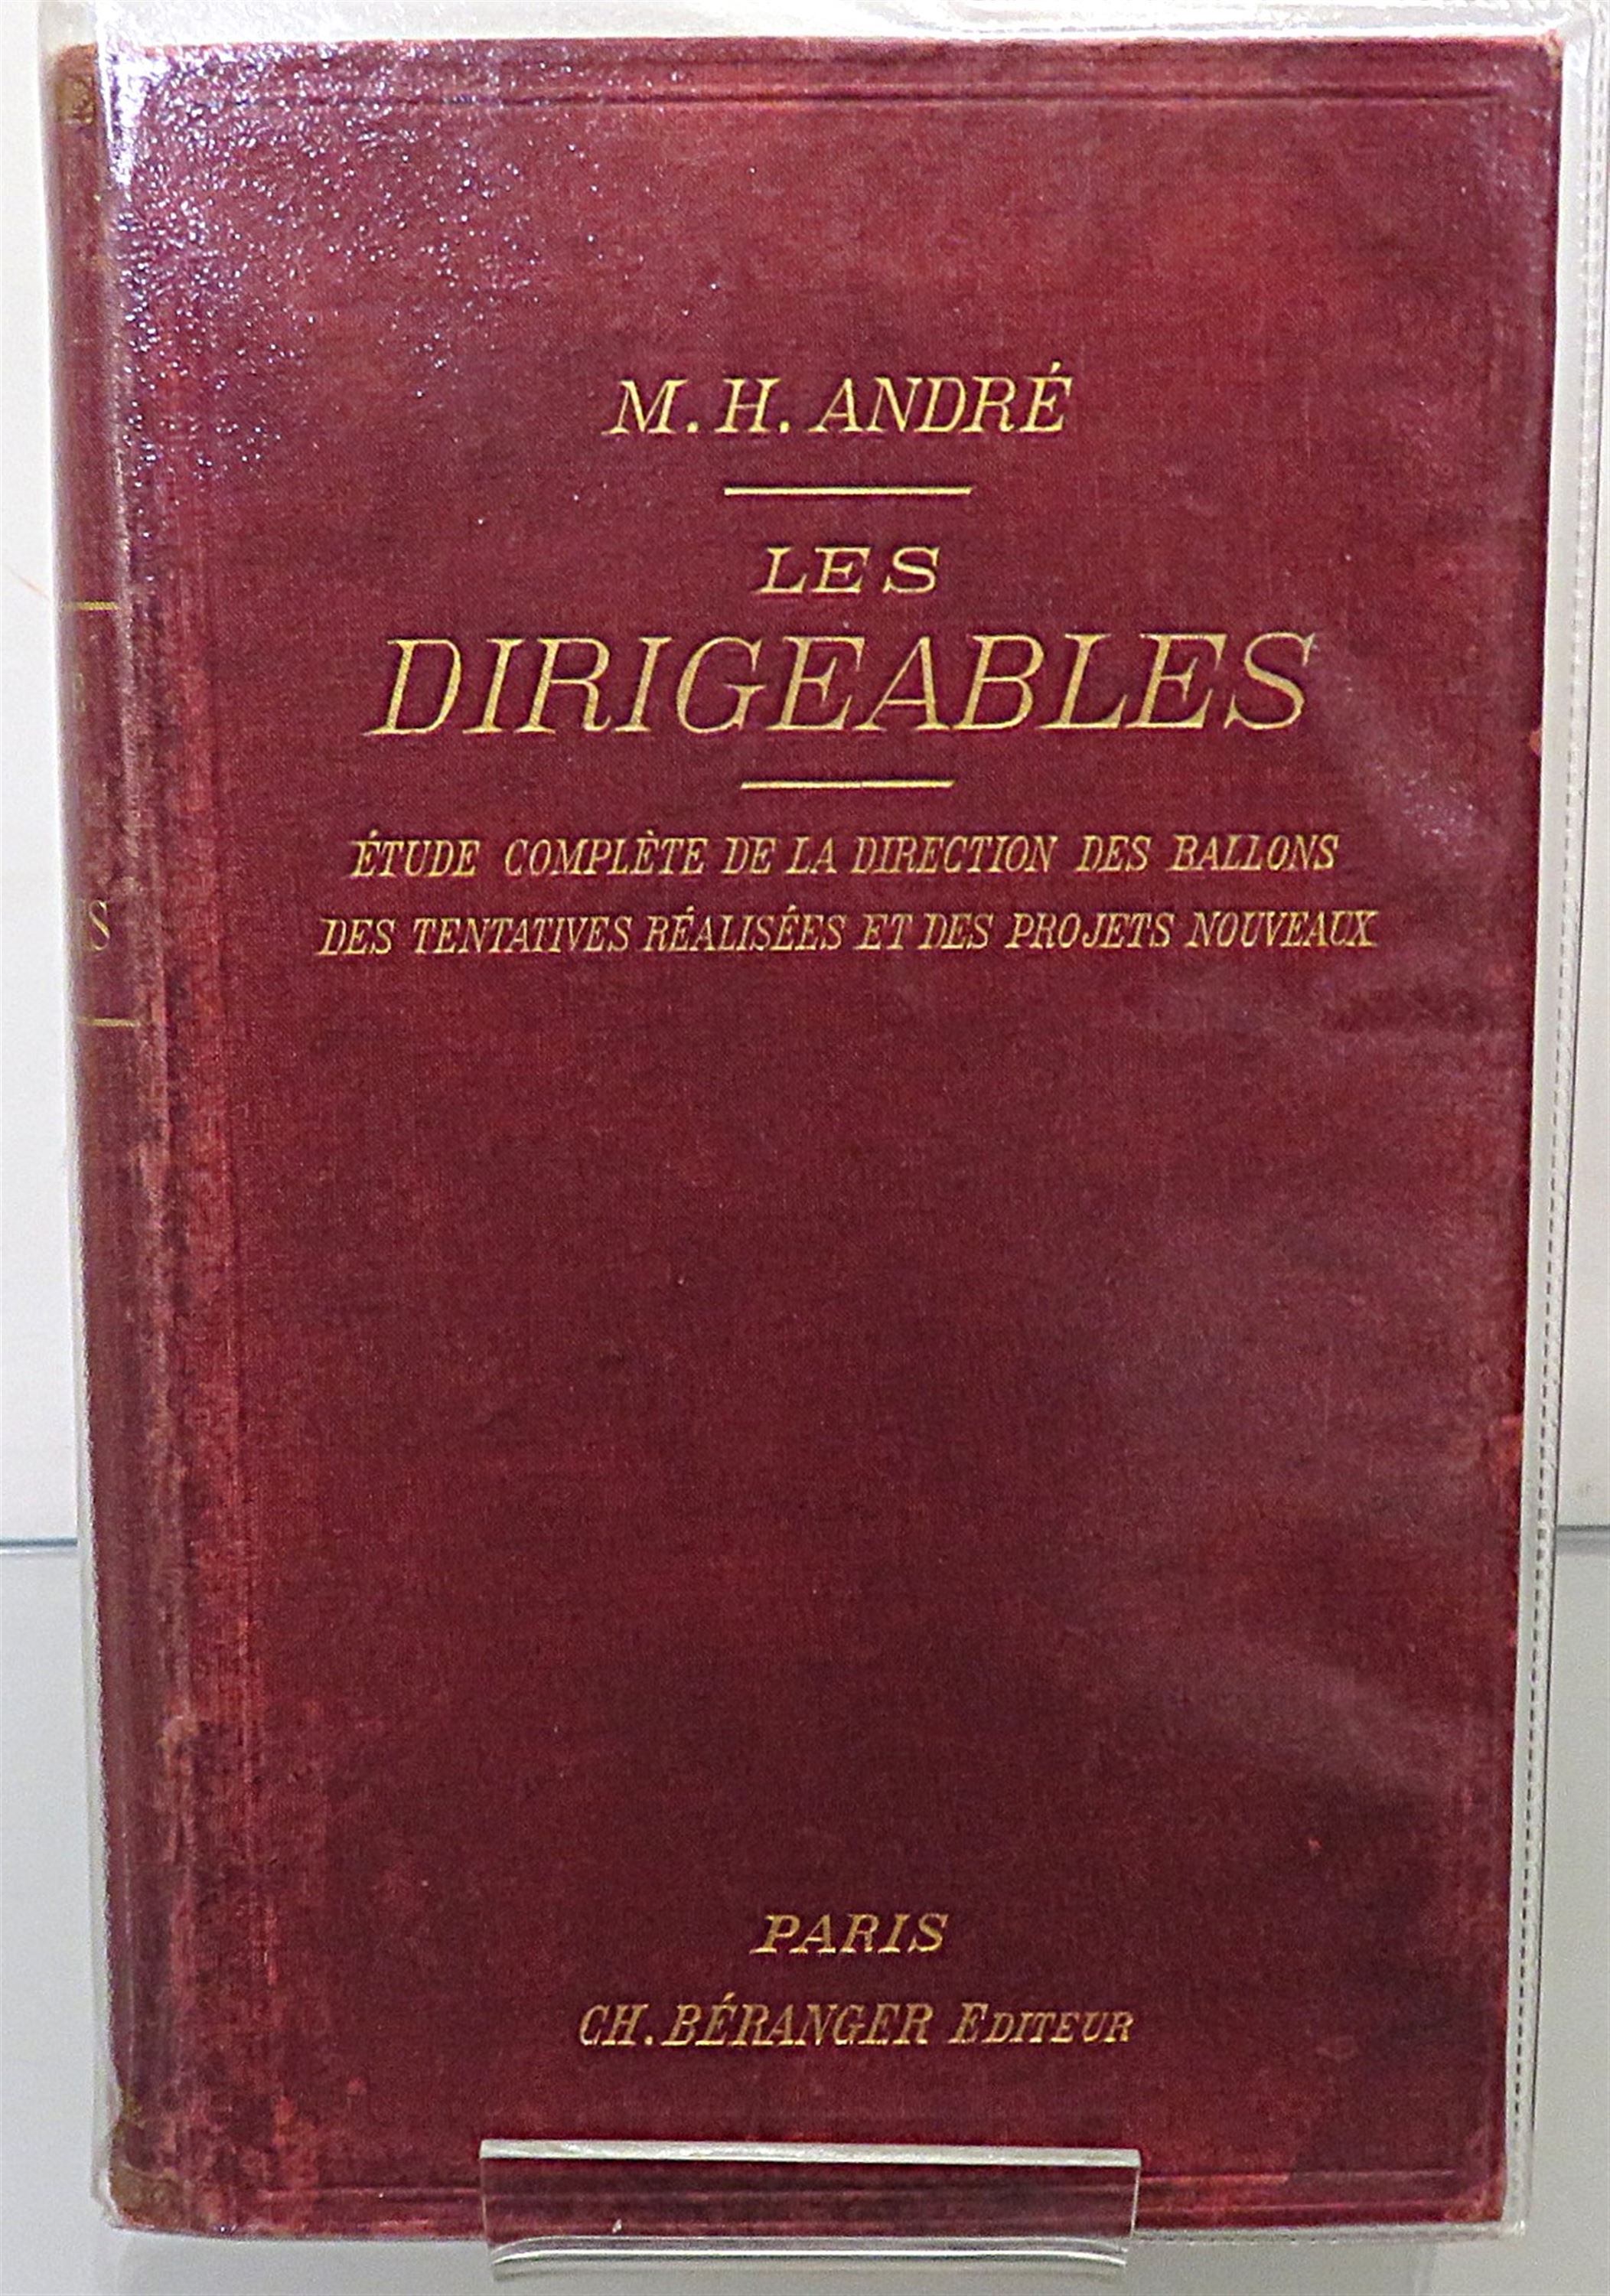 M. H. ANDRÉ
LES
DIRIGEABLES
ÉTUDE COMPLÈTE DE LA DIRECTION DES BALLONS
DES TENTATIVES RÉALISÉES ET DES PROJETS NOUVEAUX
PARIS
CH. BÉRANGER EDITEUR